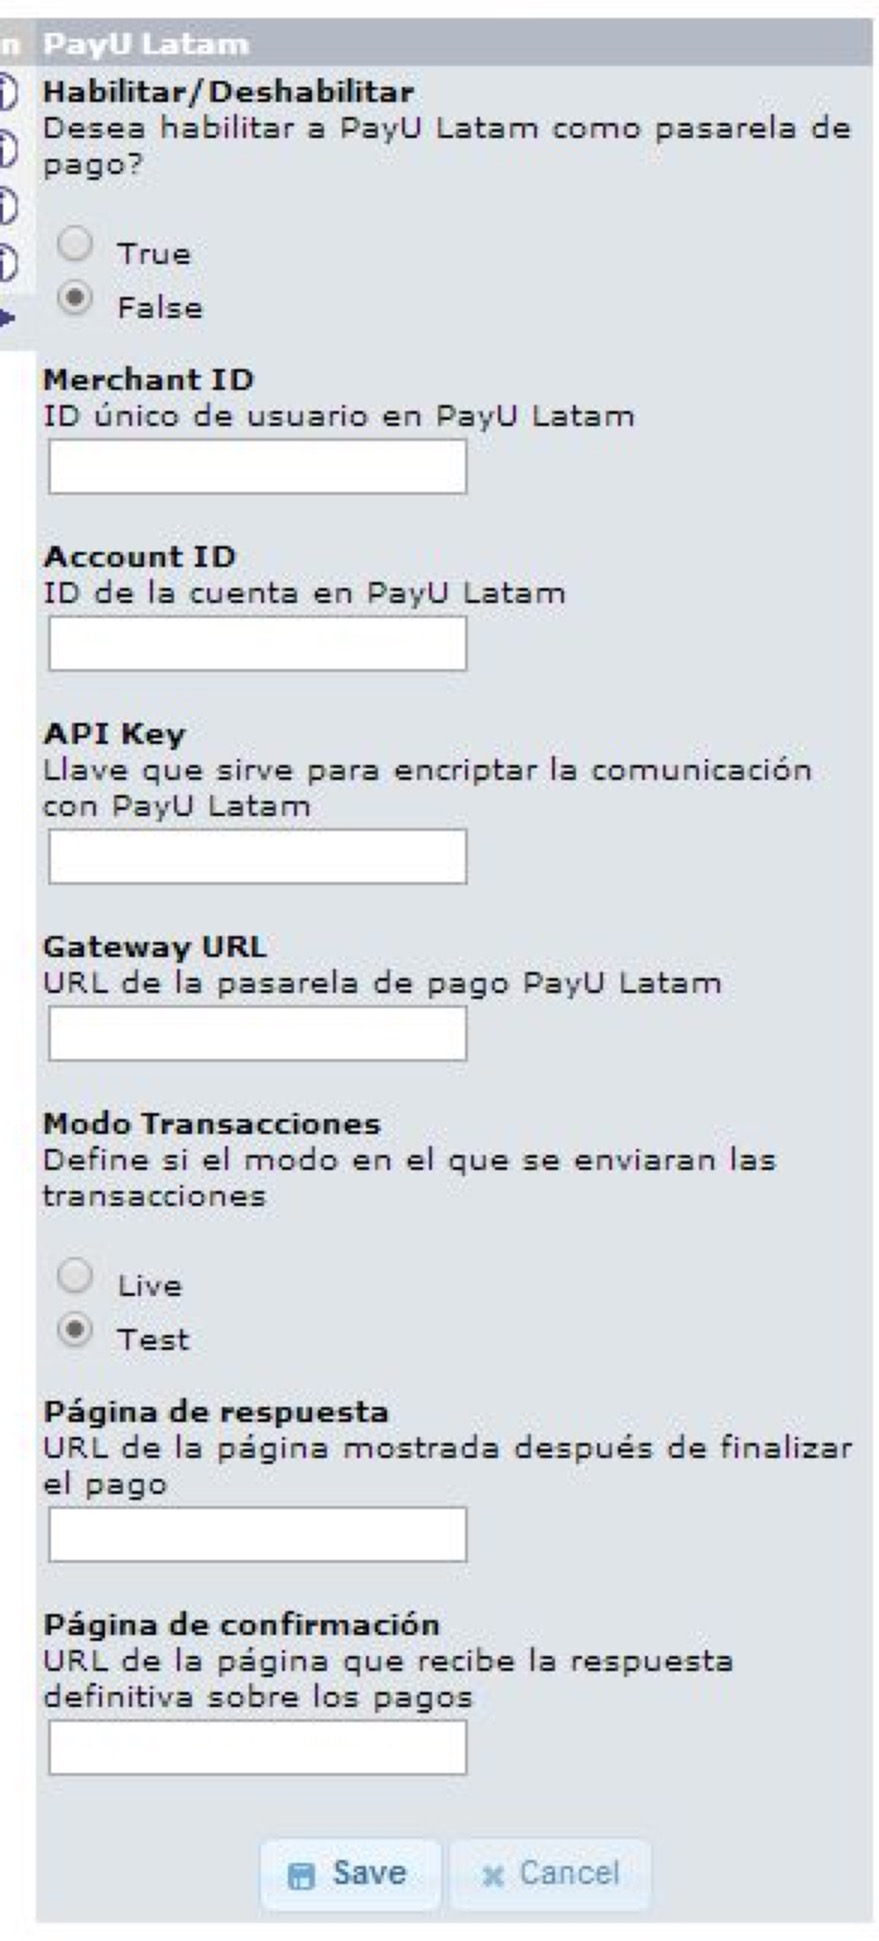 n PayU Latam
Habilitar/Deshabilitar
Desea habilitar a PayU Latam como pasarela de
pago?
True
False
Merchant ID
ID único de usuario en PayU Latam
Account ID
ID de la cuenta en PayU Latam
API Key
Llave que sirve para encriptar la comunicación
con PayU Latam
Gateway URL
URL de la pasarela de pago PayU Latam
Modo Transacciones
Define si el modo en el que se enviaran las
transacciones
Live
Test
Página de respuesta
URL de la página mostrada después de finalizar
el pago
Página de confirmación
URL de la página que recibe la respuesta
definitiva sobre los pagos
Save Cancel